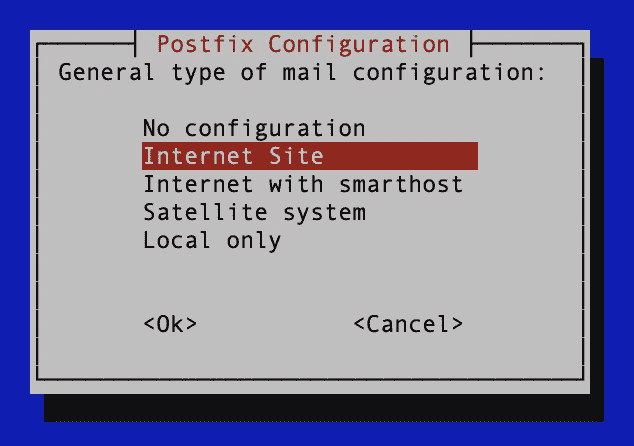 Postfix Configuration
General type of mail configuration:
No configuration
Internet Site
Internet with smarthost
Satellite system
Local only
<Ok> <Cancel>